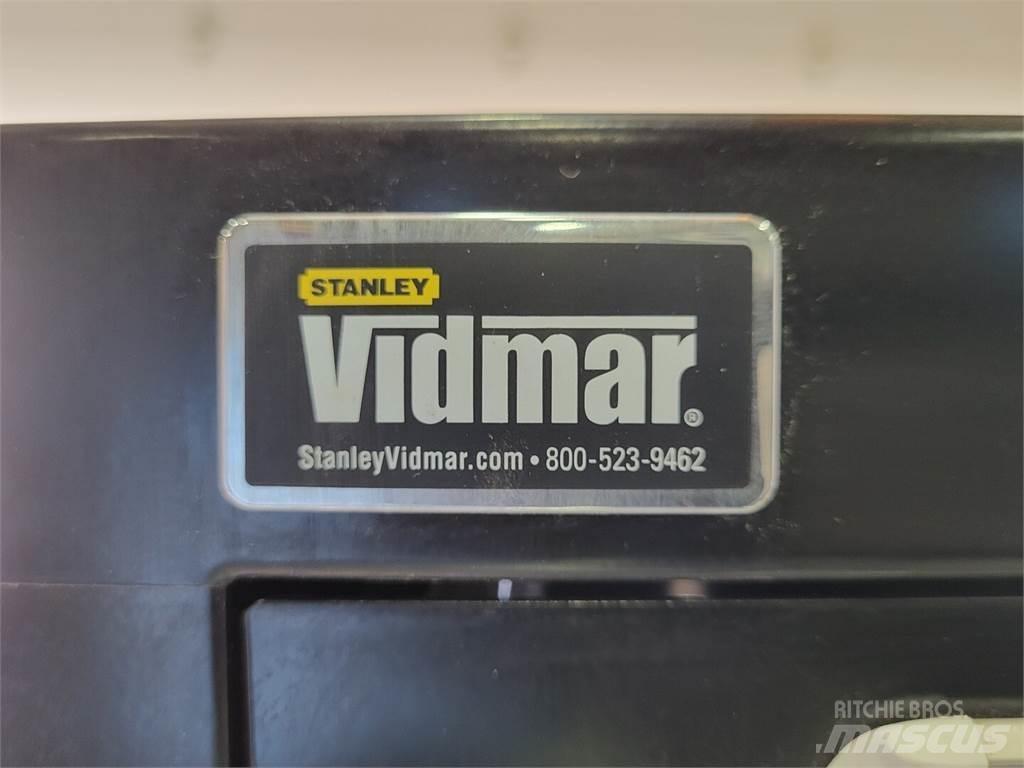 STANLEY
Vidmar®
StanleyVidmar.com • 800-523-9462
RITCHIE BROS
MASCUS